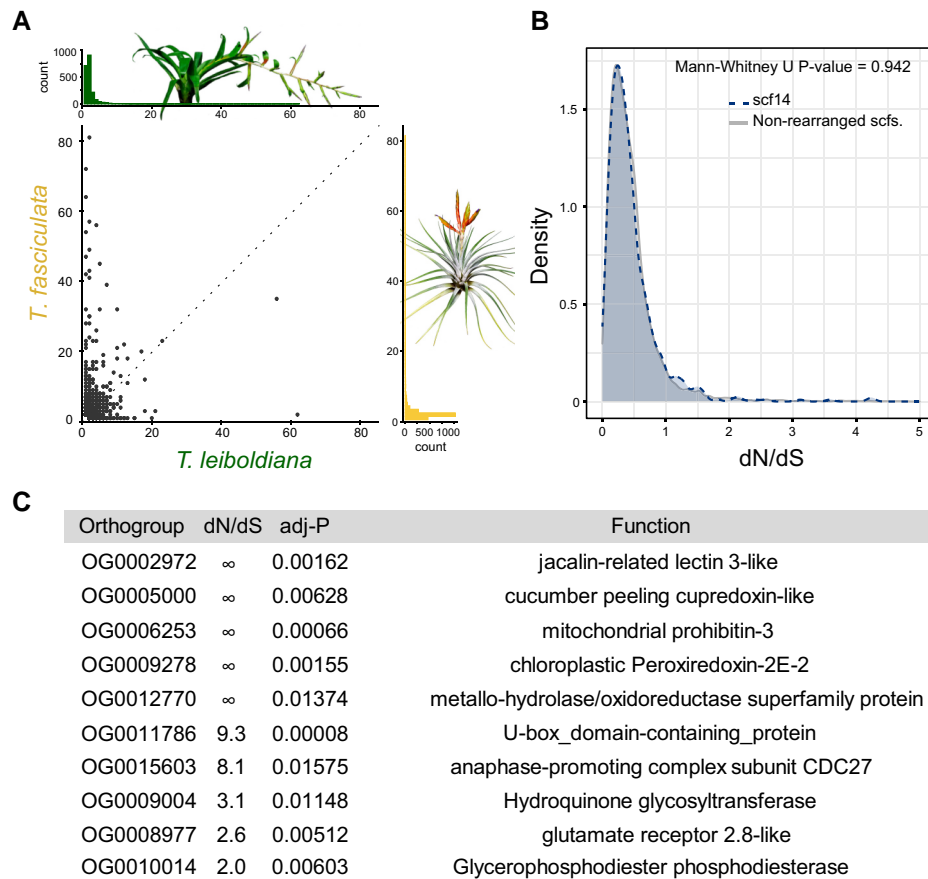 A
count
1000
500
0
0 20 40 60 80
T. fasciculata
80
60
40
20
0
0 20 40 60 80
T. leiboldiana
80
60
40
20
0
0 500 1000
count
B
Mann-Whitney U P-value = 0.942
scf14
Non-rearranged scfs.
Density
1.5
1.0
0.5
0
0 1 2 3 4 5
dN/dS
C
Orthogroup dN/dS adj-P Function
OG0002972 ∞ 0.00162 jacalin-related lectin 3-like
OG0005000 ∞ 0.00628 cucumber peeling cupredoxin-like
OG0006253 ∞ 0.00066 mitochondrial prohibitin-3
OG0009278 ∞ 0.00155 chloroplastic Peroxiredoxin-2E-2
OG0012770 ∞ 0.01374 metallo-hydrolase/oxidoreductase superfamily protein
OG0011786 9.3 0.00008 U-box_domain-containing_protein
OG0015603 8.1 0.01575 anaphase-promoting complex subunit CDC27
OG0009004 3.1 0.01148 Hydroquinone glycosyltransferase
OG0008977 2.6 0.00512 glutamate receptor 2.8-like
OG0010014 2.0 0.00603 Glycerophosphodiester phosphodiesterase